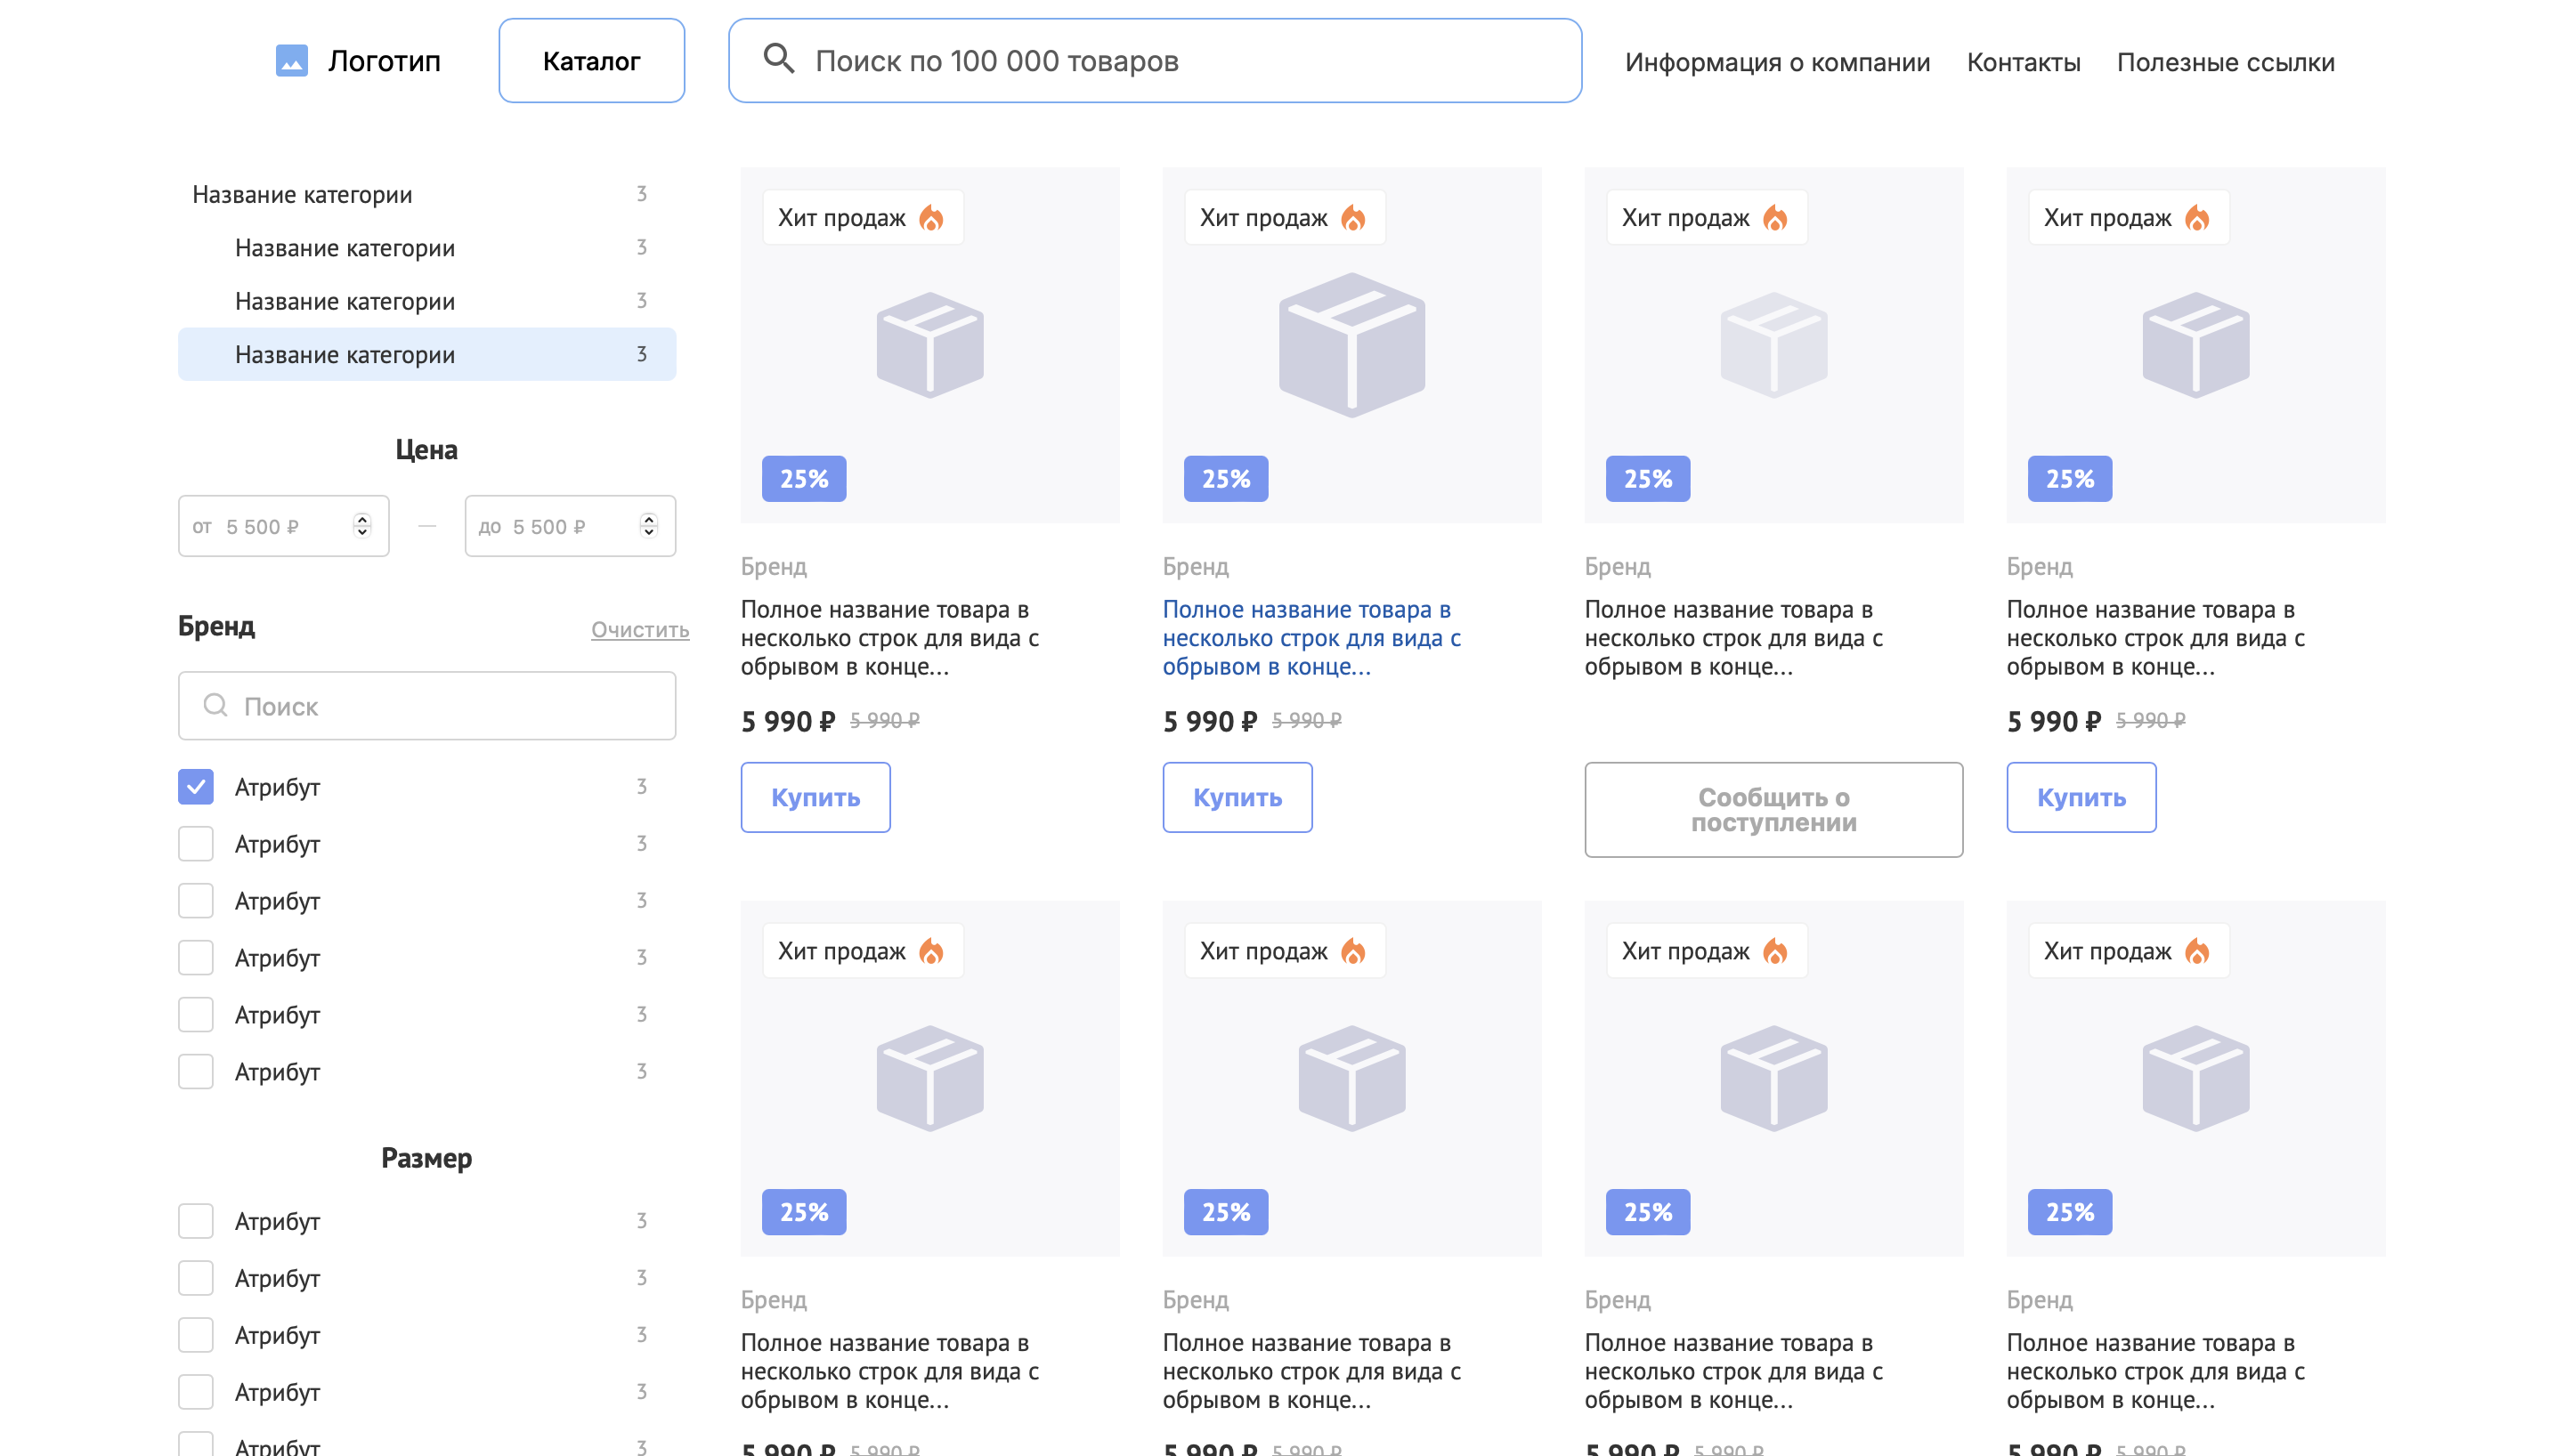 Логотип
Каталог
Поиск по 100 000 товаров
Информация о компании
Контакты
Полезные ссылки
Название категории 3
Название категории 3
Название категории 3
Название категории 3
Цена
от 5 500 ₽ — до 5 500 ₽
Бренд Очистить
Поиск
Атрибут 3
Атрибут 3
Атрибут 3
Атрибут 3
Атрибут 3
Атрибут 3
Размер
Атрибут 3
Атрибут 3
Атрибут 3
Атрибут 3
Атрибут 3
Хит продаж
25%
Бренд
Полное название товара в
несколько строк для вида с
обрывом в конце...
5 990 ₽ 5 990 ₽
Купить
Хит продаж
25%
Бренд
Полное название товара в
несколько строк для вида с
обрывом в конце...
5 990 ₽ 5 990 ₽
Купить
Хит продаж
25%
Бренд
Полное название товара в
несколько строк для вида с
обрывом в конце...
Сообщить о
поступлении
Хит продаж
25%
Бренд
Полное название товара в
несколько строк для вида с
обрывом в конце...
5 990 ₽ 5 990 ₽
Купить
Хит продаж
25%
Бренд
Полное название товара в
несколько строк для вида с
обрывом в конце...
5 990 ₽ 5 990 ₽
Хит продаж
25%
Бренд
Полное название товара в
несколько строк для вида с
обрывом в конце...
5 990 ₽ 5 990 ₽
Хит продаж
25%
Бренд
Полное название товара в
несколько строк для вида с
обрывом в конце...
5 990 ₽ 5 990 ₽
Хит продаж
25%
Бренд
Полное название товара в
несколько строк для вида с
обрывом в конце...
5 990 ₽ 5 990 ₽